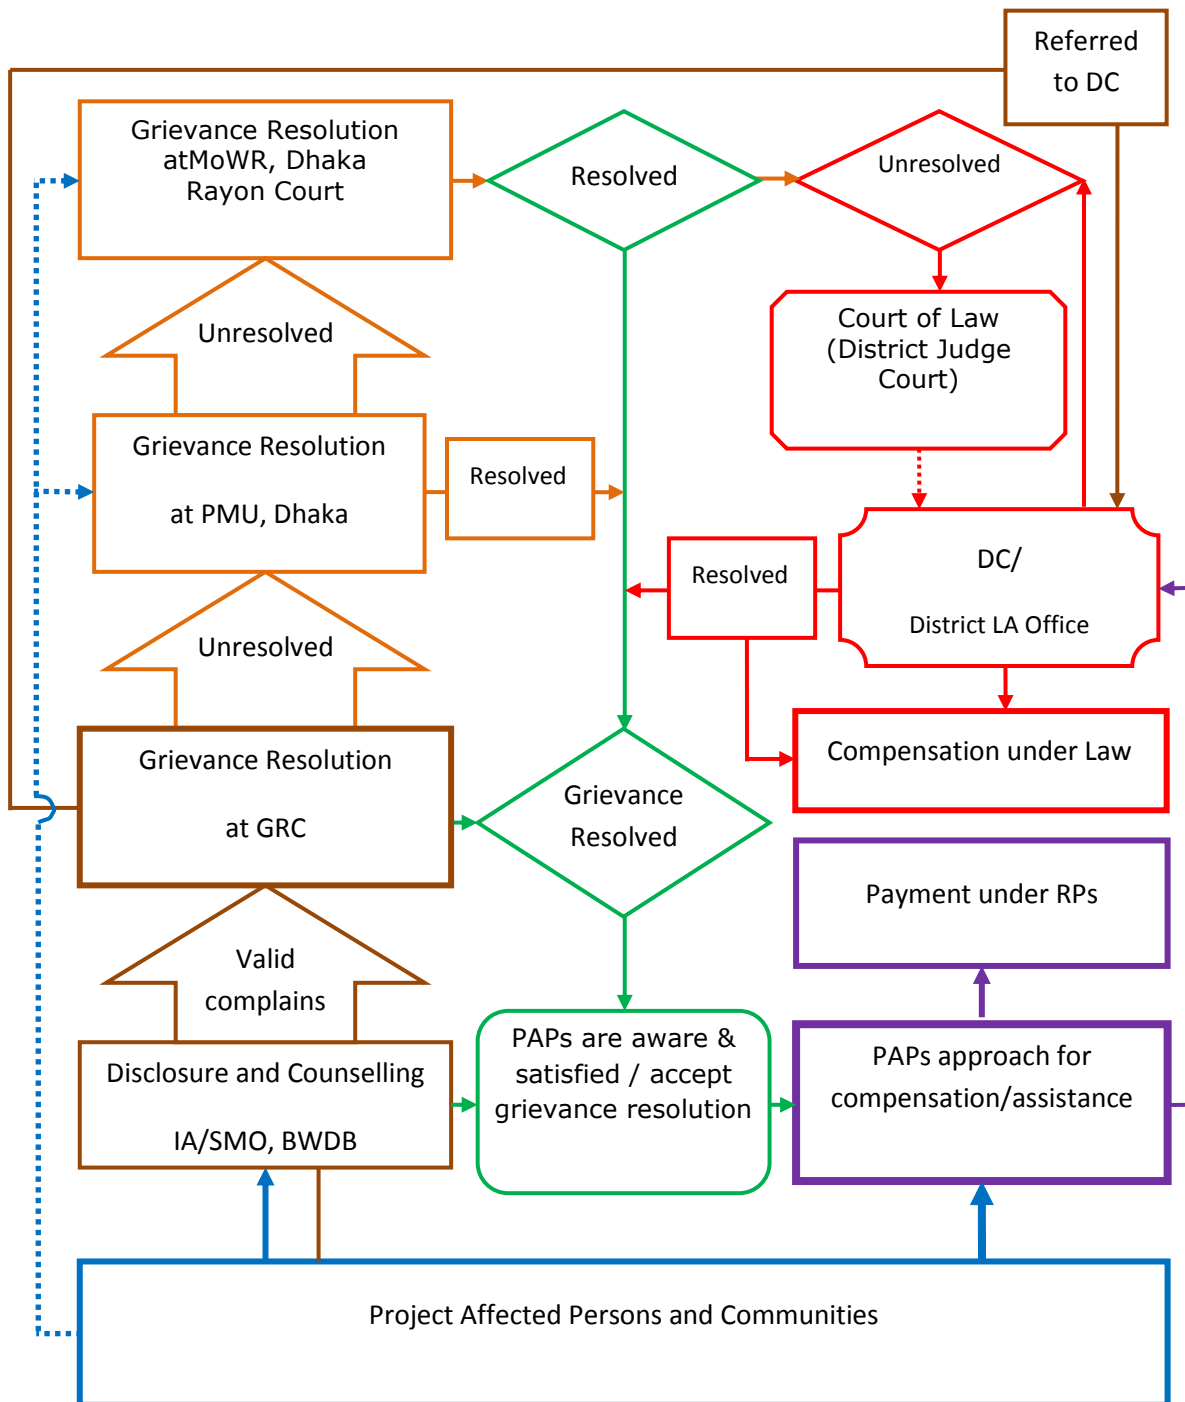 Referred
to DC
Grievance Resolution
atMoWR, Dhaka
Rayon Court
Resolved
Unresolved
Unresolved
Court of Law
(District Judge
Court)
Grievance Resolution
at PMU, Dhaka
Resolved
DC/
District LA Office
Resolved
Unresolved
Compensation under Law
Grievance Resolution
at GRC
Grievance
Resolved
Payment under RPs
Valid
complains
PAPs are aware &
satisfied / accept
grievance resolution
PAPs approach for
compensation/assistance
Disclosure and Counselling
IA/SMO, BWDB
Project Affected Persons and Communities